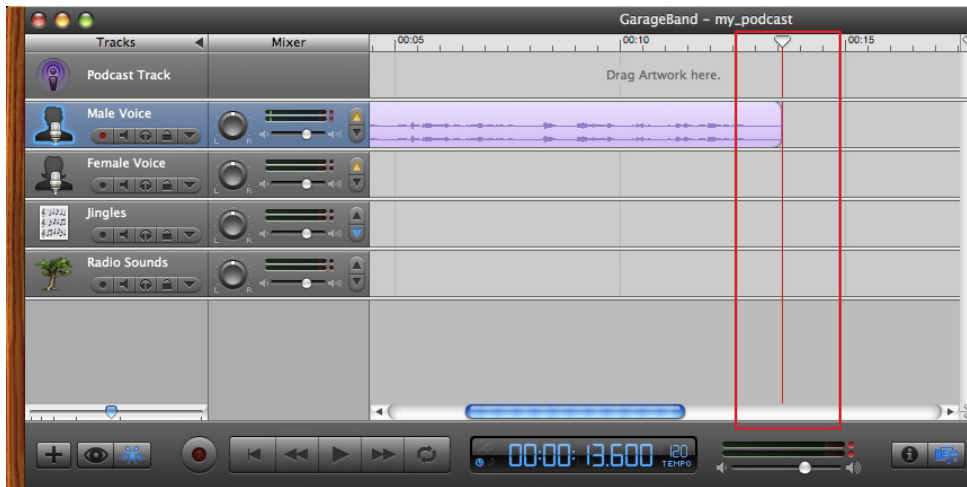 GarageBand – my_podcast
Tracks Mixer 00:05 00:10 00:15
Podcast Track Drag Artwork here.
Male Voice
L R
Female Voice
L R
Jingles
L R
Radio Sounds
L R
00:00:13.600 120
TEMPO